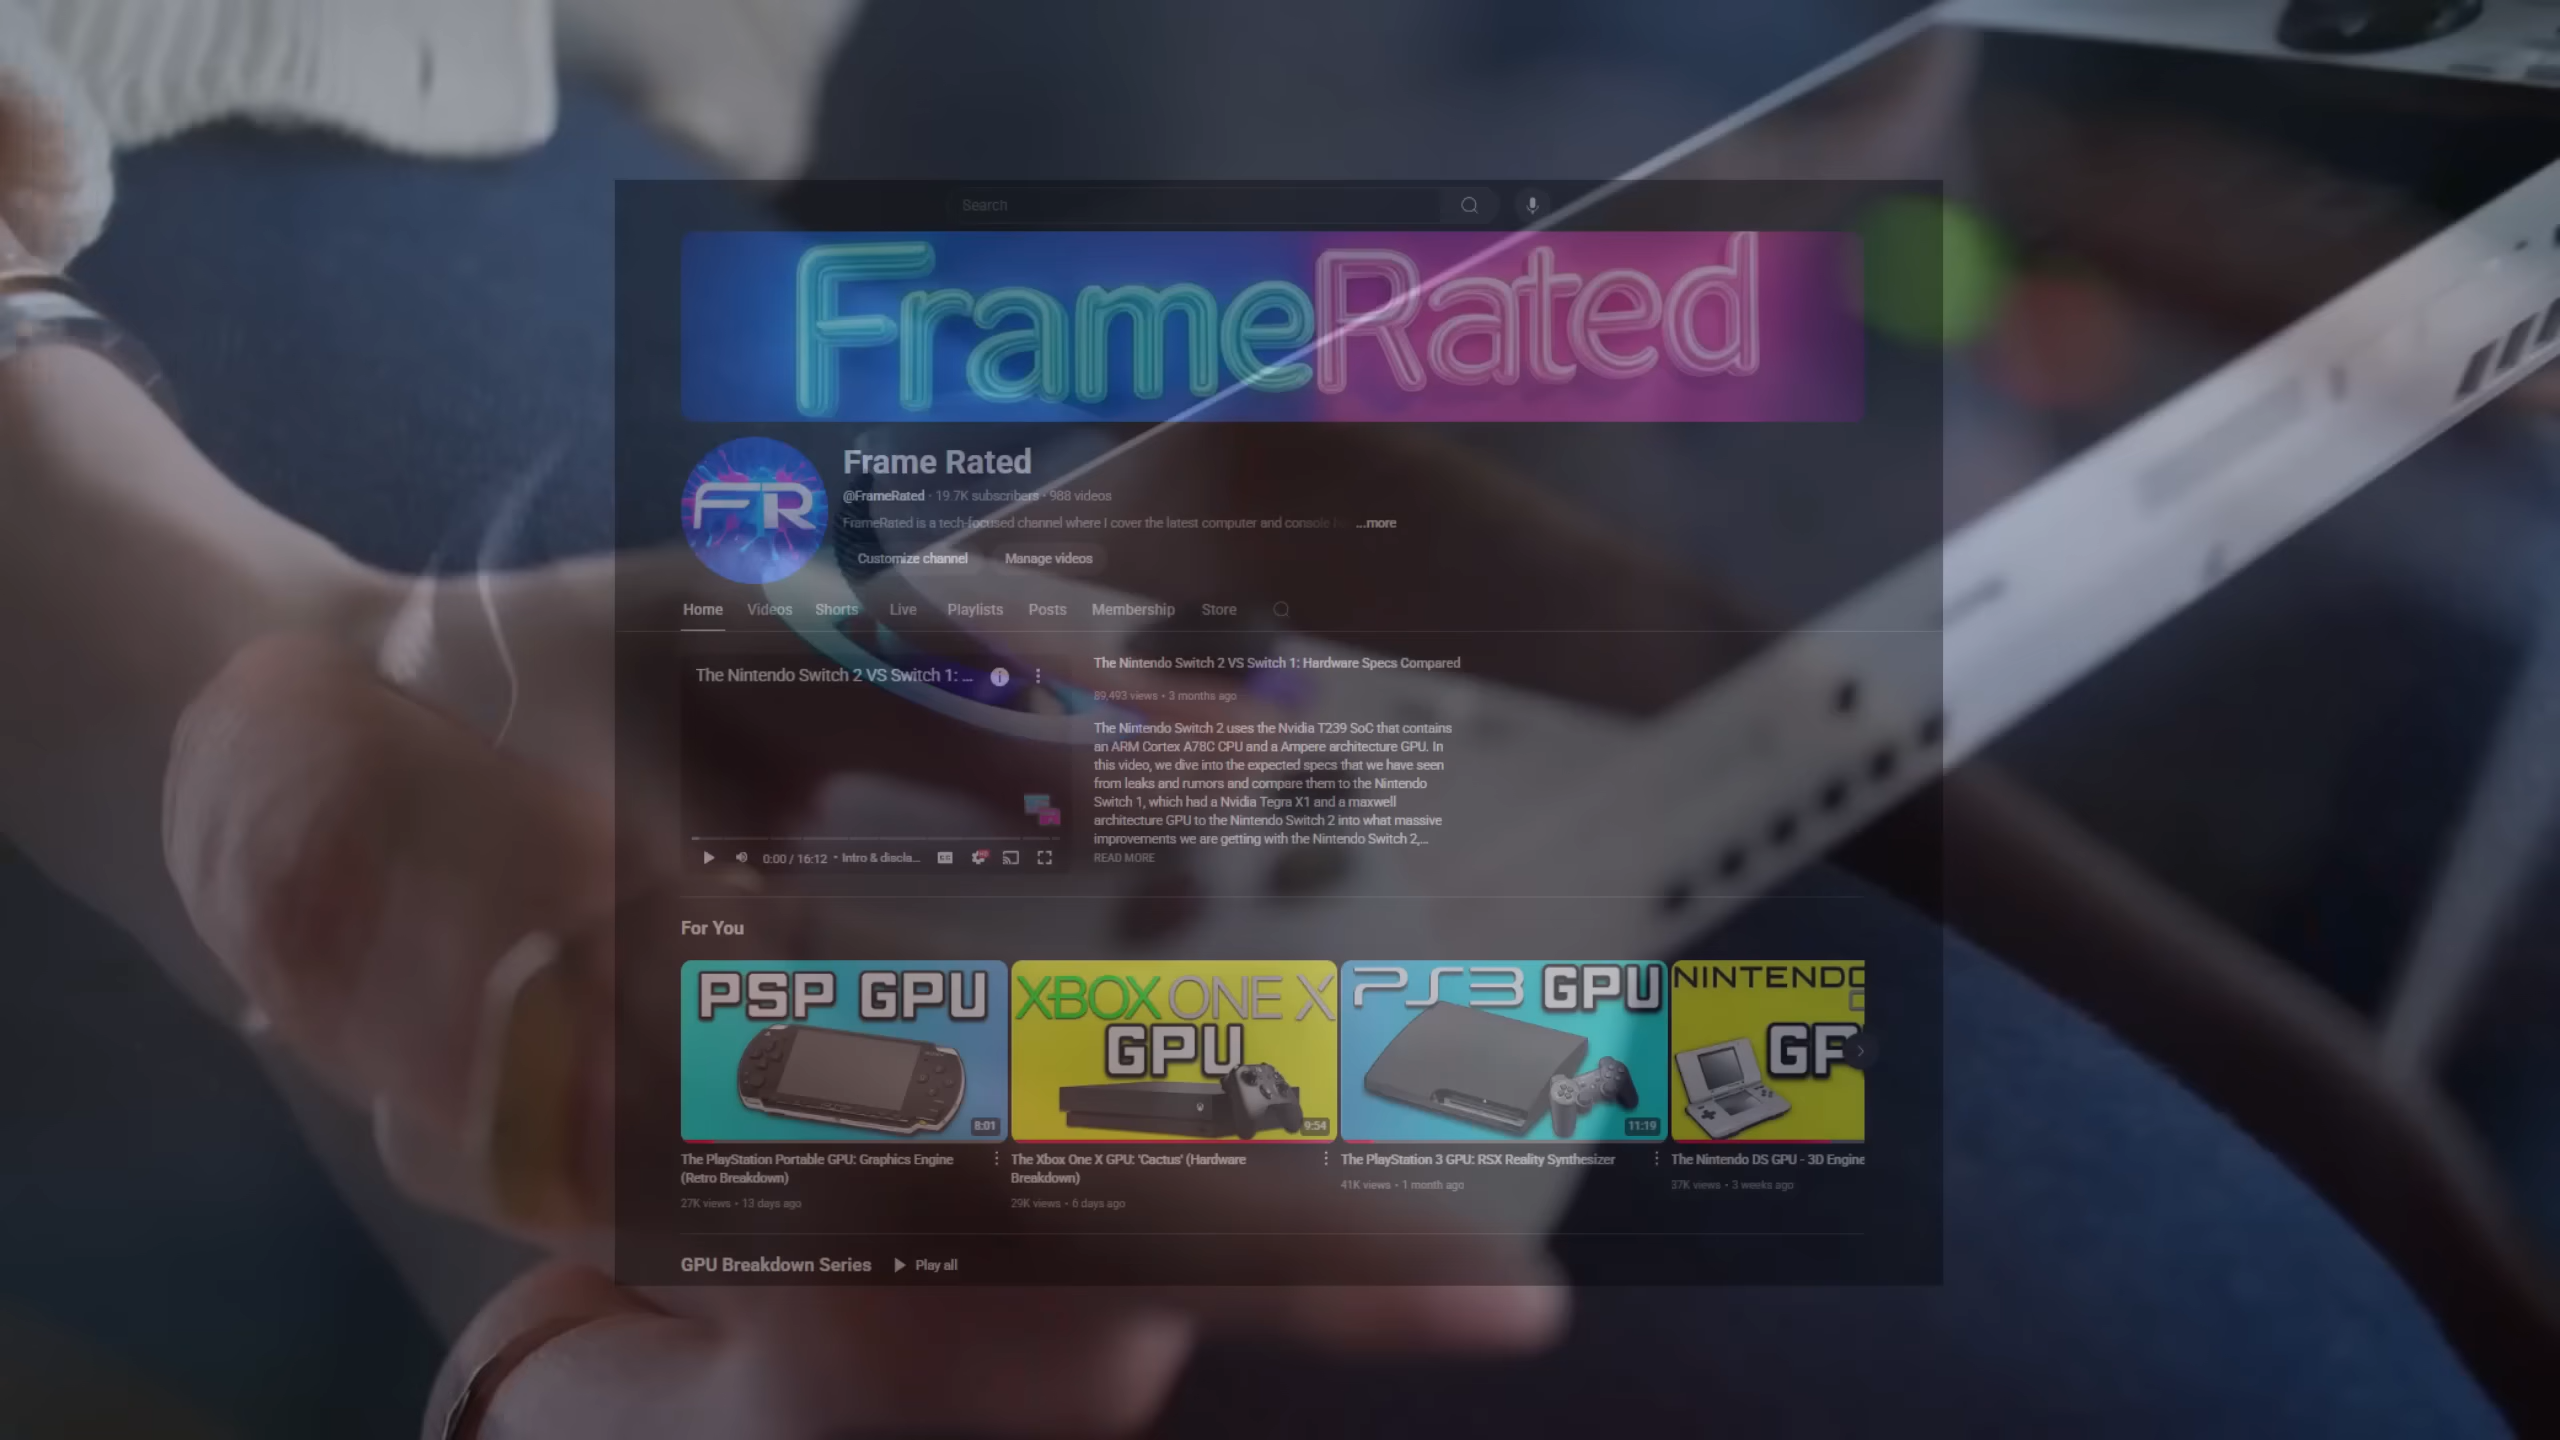 Search
FrameRated
FR
Frame Rated
@FrameRated · 19.7K subscribers · 988 videos
FrameRated is a tech-focused channel where I cover the latest computer and console ...more
Customize channel Manage videos
Home Videos Shorts Live Playlists Posts Membership Store
The Nintendo Switch 2 VS Switch 1: ...
0:00 / 16:12 • Intro & discla...
The Nintendo Switch 2 VS Switch 1: Hardware Specs Compared
89,493 views • 3 months ago
The Nintendo Switch 2 uses the Nvidia T239 SoC that contains
an ARM Cortex A78C CPU and a Ampere architecture GPU. In
this video, we dive into the expected specs that we have seen
from leaks and rumors and compare them to the Nintendo
Switch 1, which had a Nvidia Tegra X1 and a maxwell
architecture GPU to the Nintendo Switch 2 into what massive
improvements we are getting with the Nintendo Switch 2,...
READ MORE
For You
PSP GPU
8:01
XBOX ONE X
GPU
9:54
PS3 GPU
11:19
NINTENDO
The PlayStation Portable GPU: Graphics Engine
(Retro Breakdown)
27K views • 13 days ago
The Xbox One X GPU: 'Cactus' (Hardware
Breakdown)
29K views • 6 days ago
The PlayStation 3 GPU: RSX Reality Synthesizer
41K views • 1 month ago
The Nintendo DS GPU - 3D Engine
37K views • 3 weeks ago
GPU Breakdown Series Play all